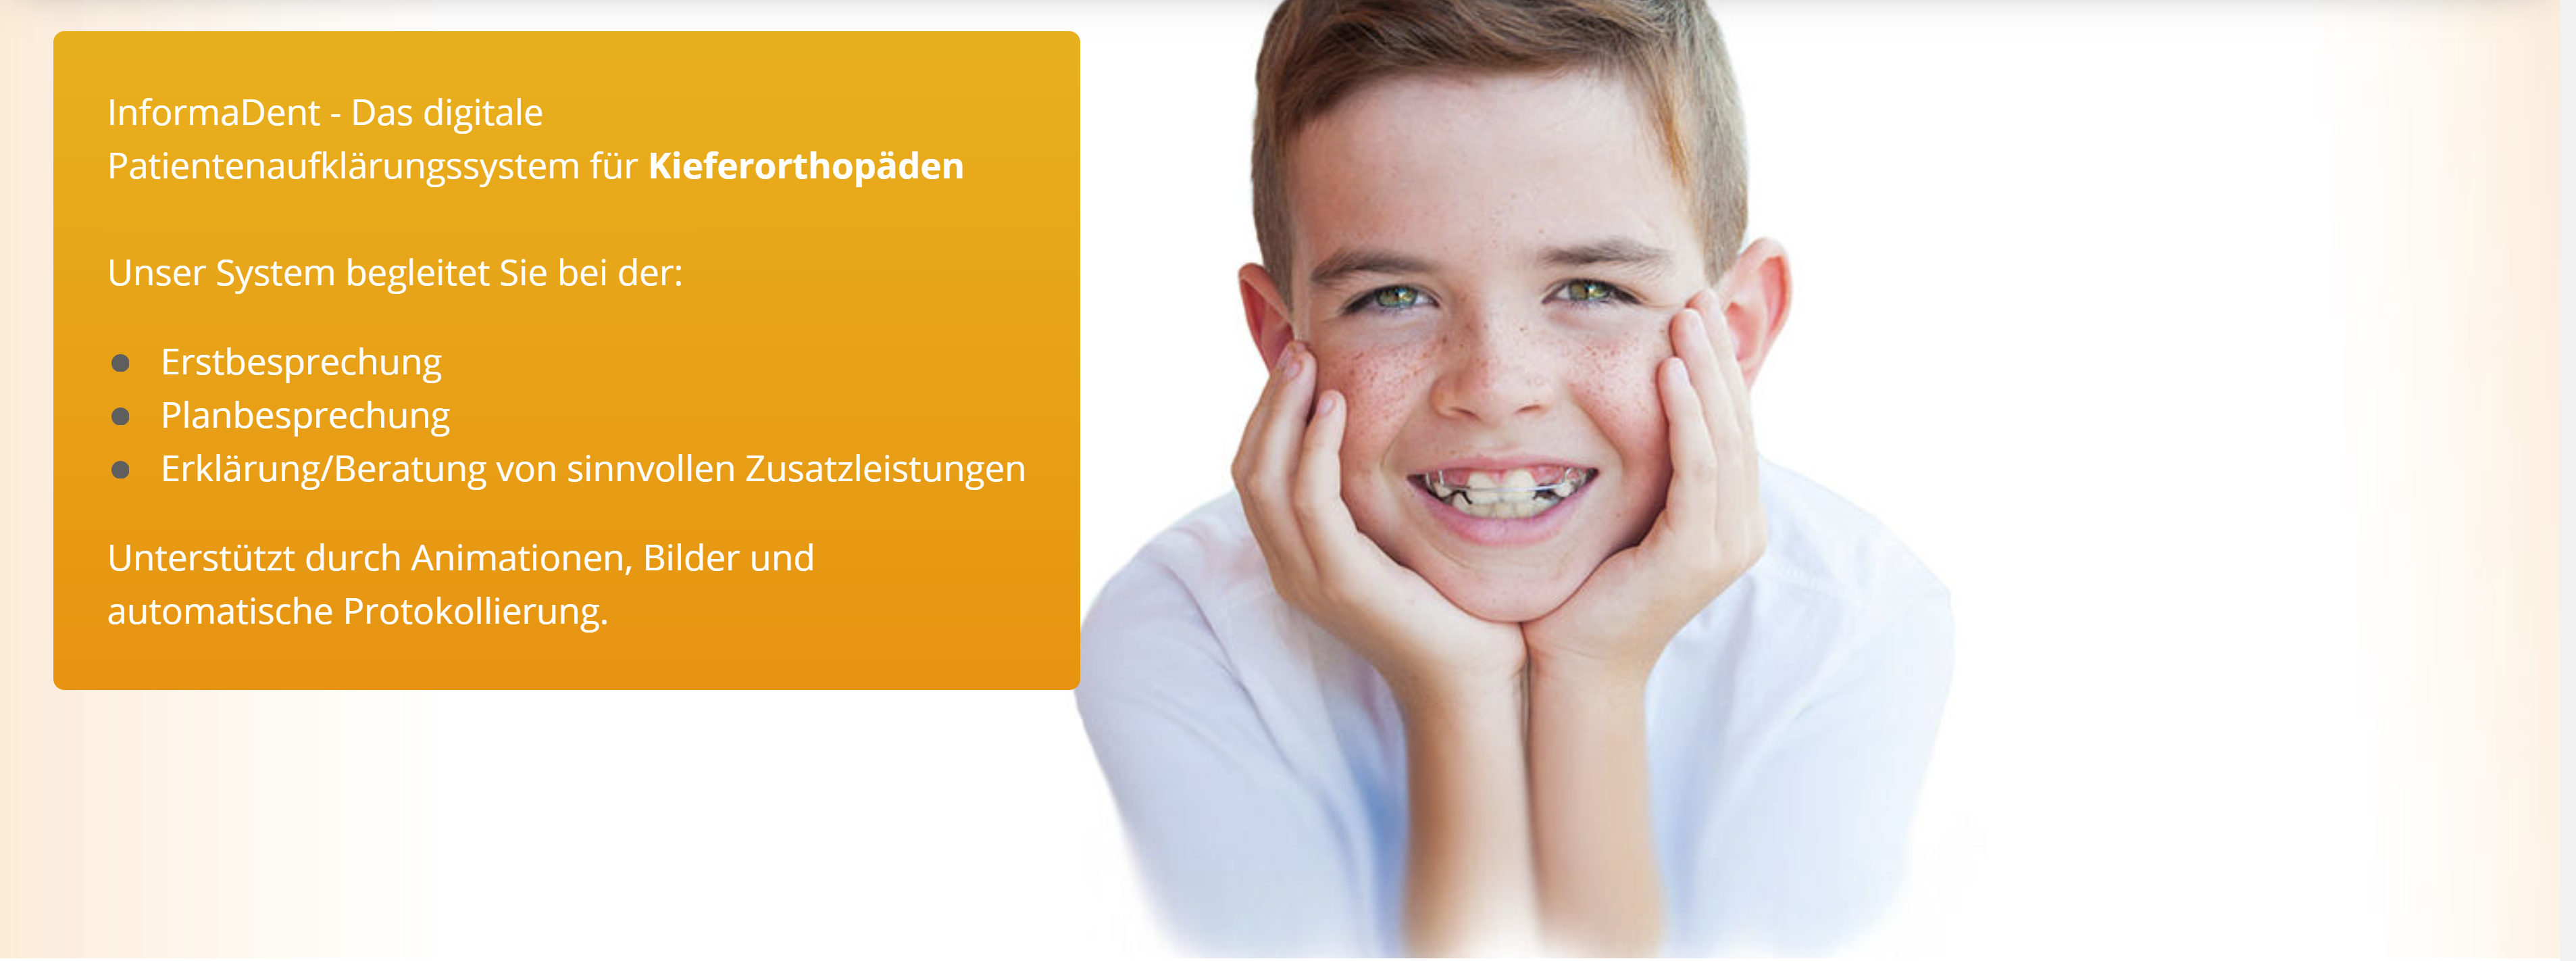 InformaDent - Das digitale
Patientenaufklärungssystem für Kieferorthopäden
Unser System begleitet Sie bei der:
● Erstbesprechung
● Planbesprechung
● Erklärung/Beratung von sinnvollen Zusatzleistungen
Unterstützt durch Animationen, Bilder und
automatische Protokollierung.